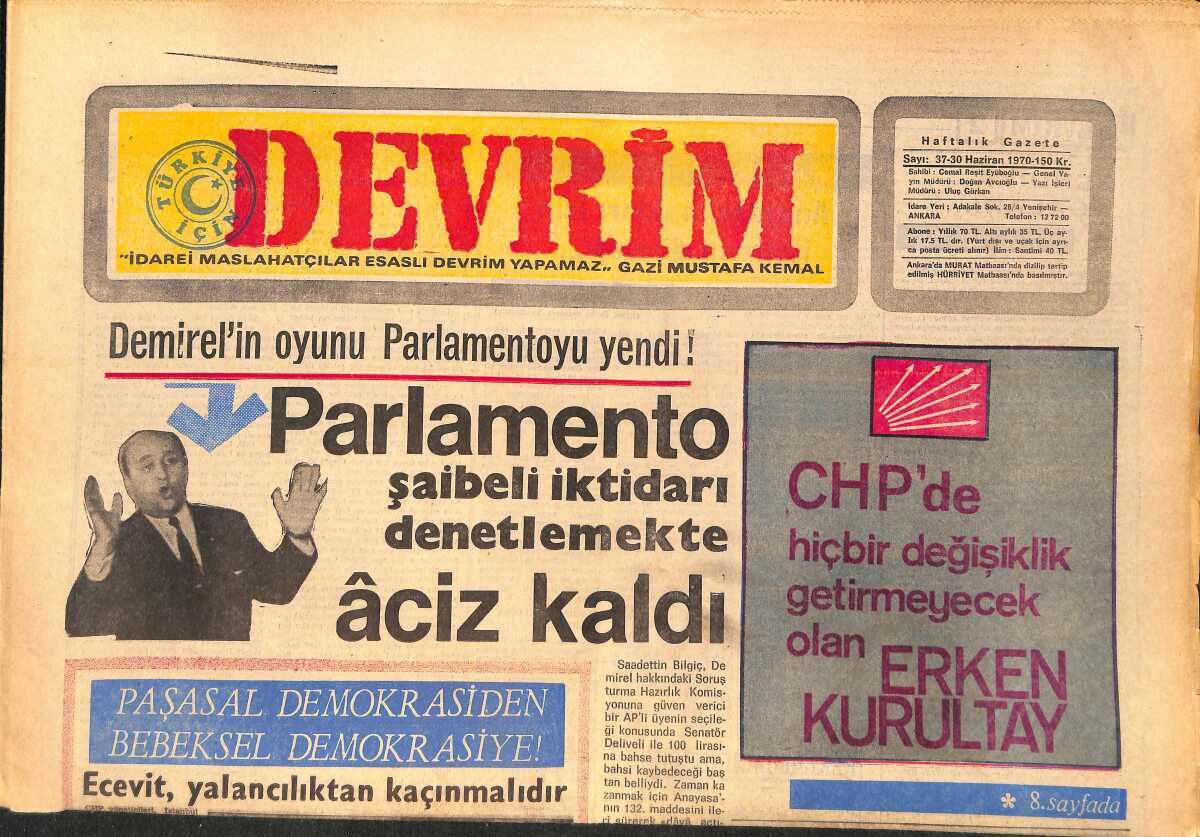 TÜRKİYE İÇİN
DEVRİM
"İDAREİ MASLAHATÇILAR ESASLI DEVRİM YAPAMAZ„ GAZİ MUSTAFA KEMAL
Haftalık Gazete
Sayı: 37-30 Haziran 1970-150 Kr.
Sahibi : Cemal Reşit Eyüboğlu — Genel Ya-
yın Müdürü : Doğan Avcıoğlu — Yazı İşleri
Müdürü : Uluç Gürkan
İdare Yeri ; Adakale Sok. 28/4 Yenişehir —
ANKARA Telefon : 12 72 00
Abone : Yıllık 70 TL. Altı aylık 35 TL. Üç ay-
lık 17.5 TL. dır. (Yurt dışı ve uçak için ayrı-
ca posta ücreti alınır) İlân : Santimi 40 TL.
Ankara'da MURAT Matbaası'nda dizilip tertip
edilmiş HÜRRİYET Matbaası'nda basılmıştır.
Demirel'in oyunu Parlamentoyu yendi!
Parlamento
şaibeli iktidarı
denetlemekte
âciz kaldı
CHP'de
hiçbir değişiklik
getirmeyecek
olan ERKEN
KURULTAY
* 8.sayfada
PAŞASAL DEMOKRASİDEN
BEBEKSEL DEMOKRASİYE!
Ecevit, yalancılıktan kaçınmalıdır
Saadettin Bilgiç, De
mirel hakkındaki Soruş
turma Hazırlık Komis-
yonuna güven verici
bir AP'li üyenin seçile-
ği konusunda Senatör
Deliveli ile 100 lirası-
na bahse tutuştu ama,
bahsi kaybedeceği baş
tan belliydi. Zaman ka
zanmak için Anayasa'-
nın 132. maddesini ile-
ri sürerek «dâvâ açtı-